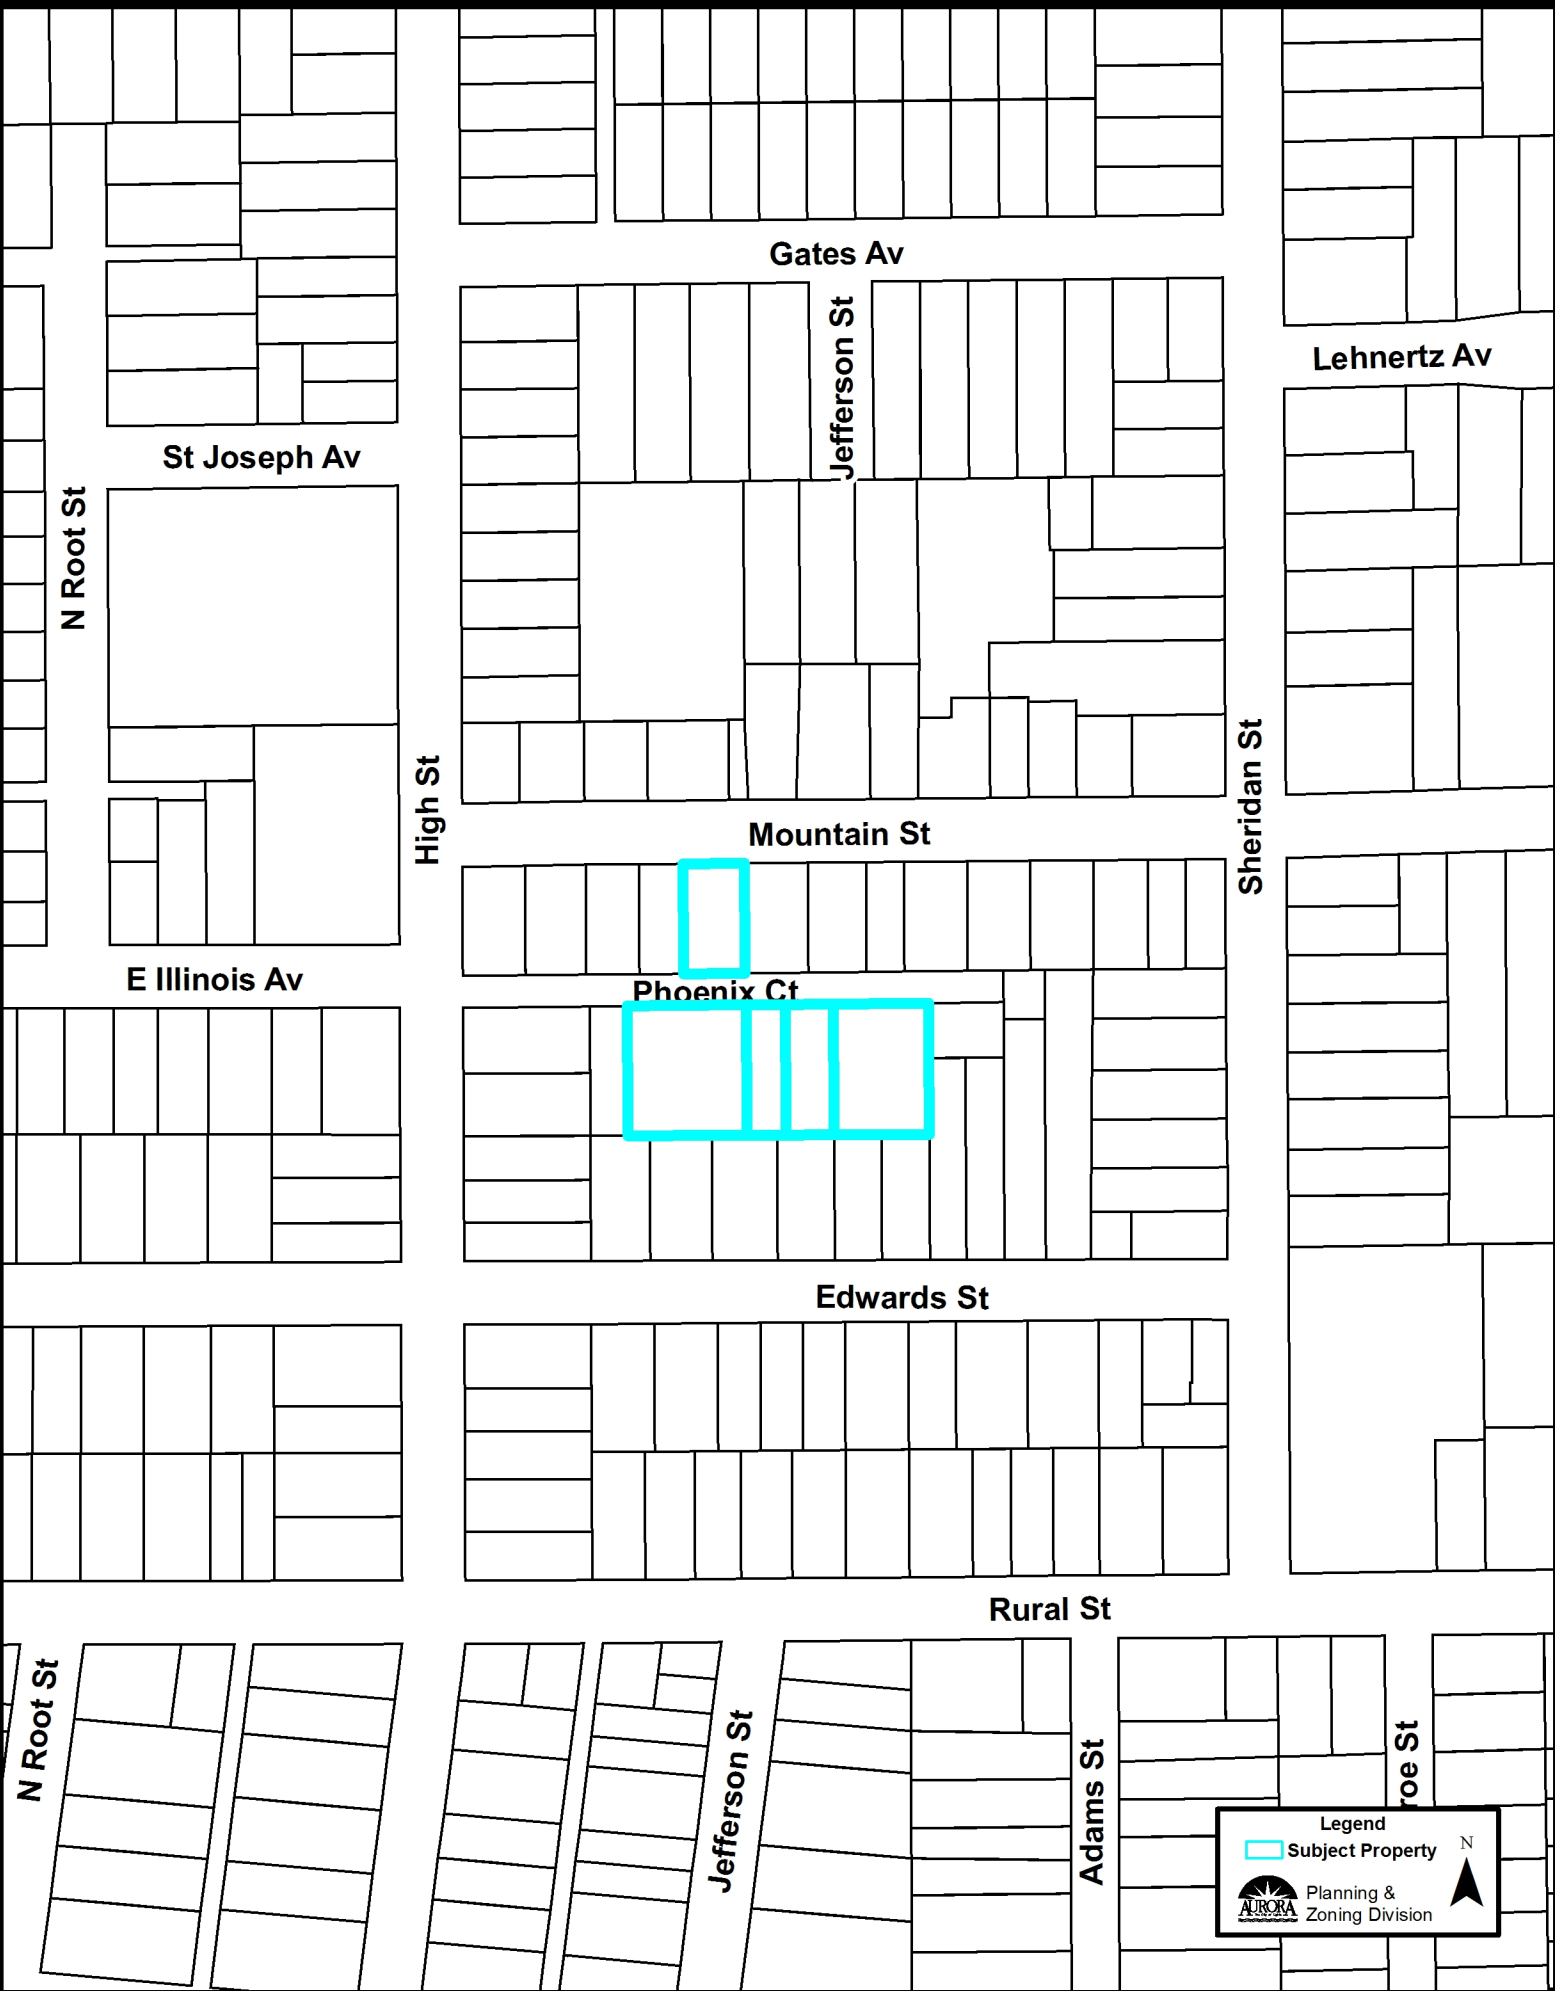 Gates Av
Jefferson St
Lehnertz Av
St Joseph Av
N Root St
High St
Sheridan St
Mountain St
E Illinois Av
Phoenix Ct
Edwards St
Rural St
N Root St
Jefferson St
Adams St
roe St
Legend
Subject Property
N
AURORA
Planning &
Zoning Division